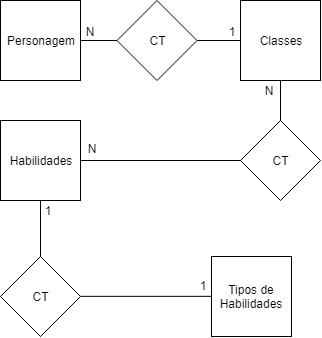 Personagem
N
CT
1
Classes
N
Habilidades
N
CT
1
CT
1
Tipos de
Habilidades